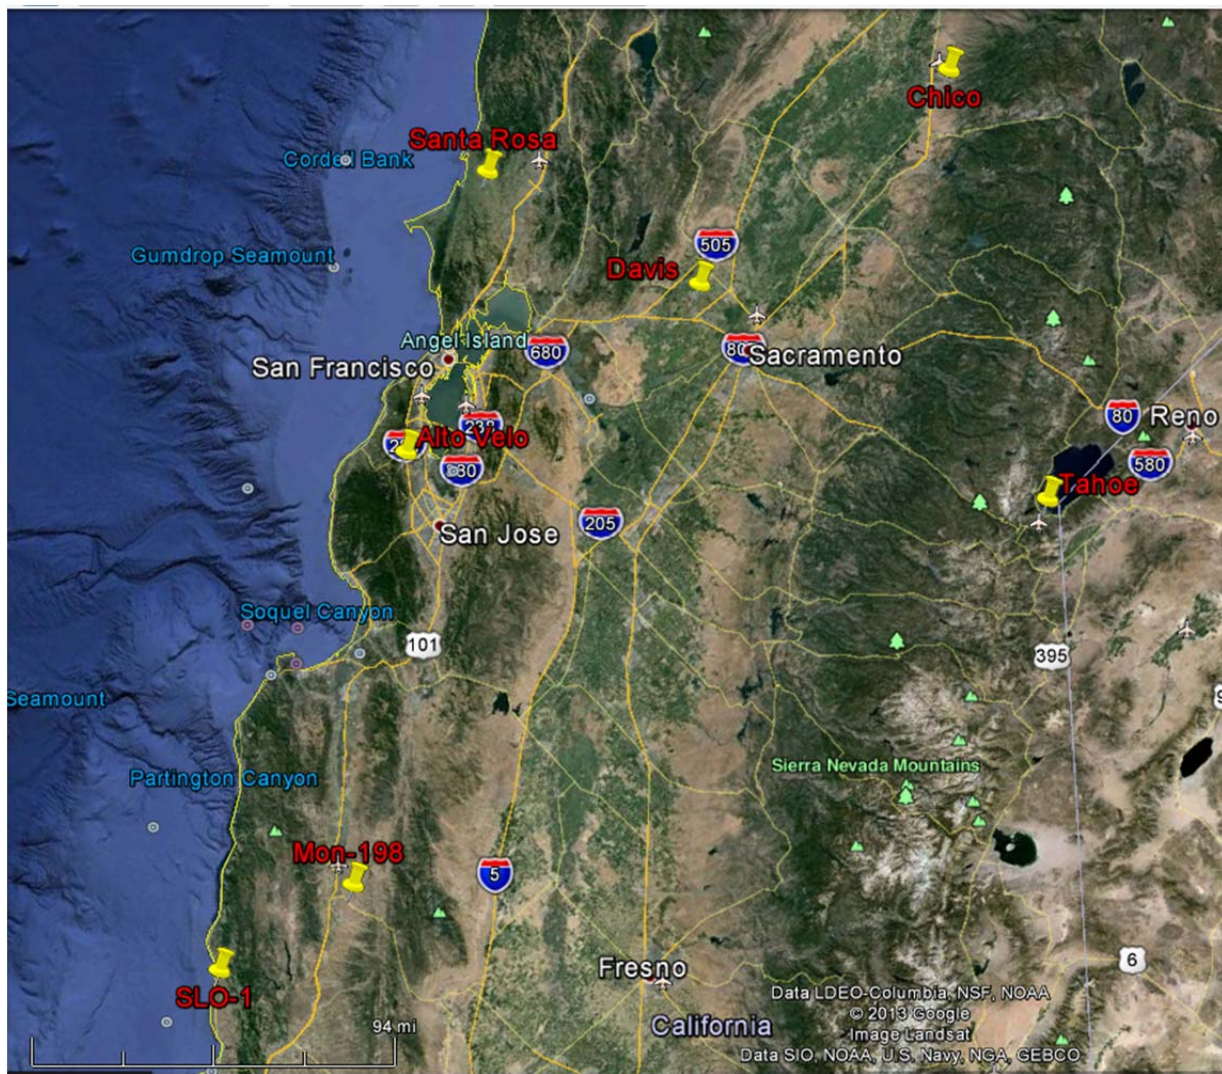 Chico
Santa Rosa
Cordell Bank
505
Gumdrop Seamount
Davis
Angel Island
680
80
Sacramento
San Francisco
80
Reno
Alto Velo
580
Tahoe
San Jose
205
Soquel Canyon
101
395
Seamount
Sierra Nevada Mountains
Partington Canyon
Mon-198
5
6
Fresno
SLO-1
Data LDEO-Columbia, NSF, NOAA
© 2013 Google
Image Landsat
Data SIO, NOAA, U.S. Navy, NGA, GEBCO
California
94 mi